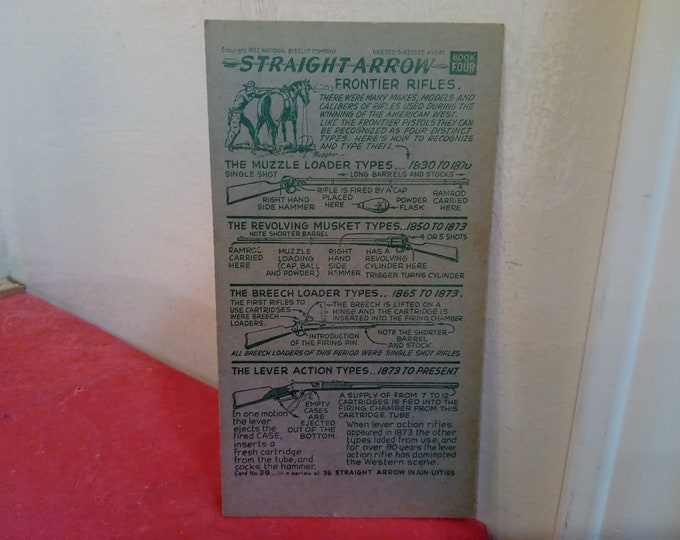 Copyright 1952 NATIONAL BISCUIT COMPANY
NABISCO SHREDDED WHEAT
STRAIGHT ARROW
BOOK FOUR
FRONTIER RIFLES.
THERE WERE MANY MAKES, MODELS AND
CALIBERS OF RIFLES USED DURING THE
WINNING OF THE AMERICAN WEST.
LIKE THE FRONTIER PISTOLS THEY CAN
BE RECOGNIZED AS FOUR DISTINCT
TYPES. HERE'S HOW TO RECOGNIZE
AND TYPE THEM.
THE MUZZLE LOADER TYPES... 1630 TO 1870
SINGLE SHOT
LONG BARRELS AND STOCKS
RIFLE IS FIRED BY A CAP
PLACED HERE
RIGHT HAND
SIDE HAMMER
POWDER
FLASK
RAMROD
CARRIED
HERE
THE REVOLVING MUSKET TYPES..1850 TO 1873
NOTE SHORTER BARREL
4 OR 5 SHOTS
RAMROD
CARRIED
HERE
MUZZLE
LOADING
(CAP, BALL
AND POWDER)
RIGHT
HAND
SIDE
HAMMER
HAS A
REVOLVING
CYLINDER HERE
TRIGGER TURNS CYLINDER
THE BREECH LOADER TYPES.. 1865 TO 1873.
THE FIRST RIFLES TO
USE CARTRIDGES
WERE BREECH
LOADERS.
THE BREECH IS LIFTED ON A
HINGE AND THE CARTRIDGE IS
INSERTED INTO THE FIRING CHAMBER
INTRODUCTION
OF THE FIRING PIN
NOTE THE SHORTER
BARREL
AND STOCK
ALL BREECH LOADERS OF THIS PERIOD WERE SINGLE SHOT RIFLES
THE LEVER ACTION TYPES...1873 TO PRESENT
EMPTY
CASES
ARE
EJECTED
OUT OF THE
BOTTOM.
A SUPPLY OF FROM 7 TO 12
CARTRIDGES IS FED INTO THE
FIRING CHAMBER FROM THIS
CARTRIDGE TUBE.
In one motion
the lever
ejects the
fired CASE,
inserts a
fresh cartridge
from the tube, and
cocks the hammer.
When lever action rifles
appeared in 1873 the other
types faded from use; and
for over 80 years the lever
action rifle has dominated
the Western scene.
Card No. 29... in a series of 36 STRAIGHT ARROW INJUN-UITIES